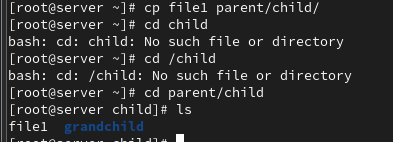 [root@server ~]# cp file1 parent/child/
[root@server ~]# cd child
bash: cd: child: No such file or directory
[root@server ~]# cd /child
bash: cd: /child: No such file or directory
[root@server ~]# cd parent/child
[root@server child]# ls
file1  grandchild
[root@server child]#